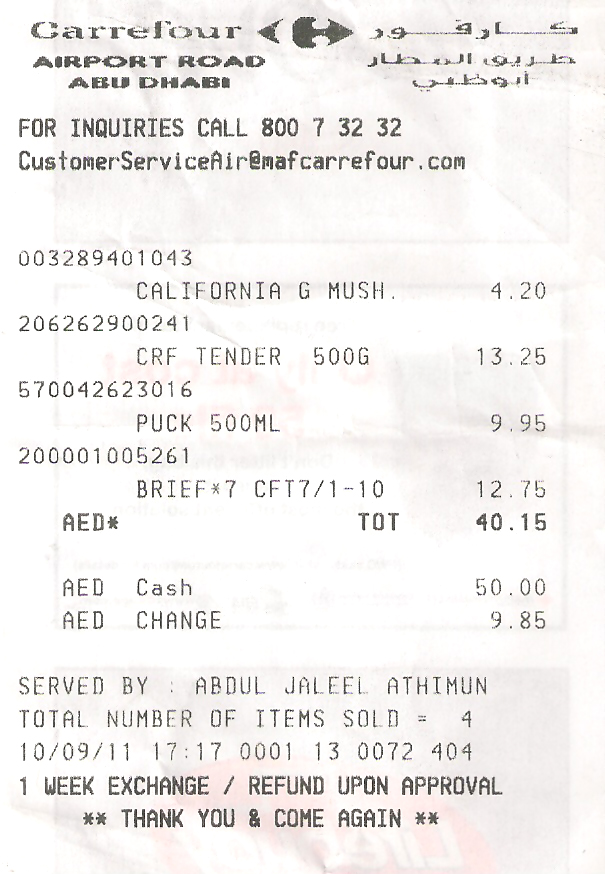 Carrefour كارفور
AIRPORT ROAD طريق المطار
ABU DHABI أبوظبي
FOR INQUIRIES CALL 800 7 32 32
CustomerServiceAir@mafcarrefour.com
003289401043
CALIFORNIA G MUSH. 4.20
206262900241
CRF TENDER 500G 13.25
570042623016
PUCK 500ML 9.95
200001005261
BRIEF*7 CFT7/1-10 12.75
AED* TOT 40.15
AED Cash 50.00
AED CHANGE 9.85
SERVED BY : ABDUL JALEEL ATHIMUN
TOTAL NUMBER OF ITEMS SOLD = 4
10/09/11 17:17 0001 13 0072 404
1 WEEK EXCHANGE / REFUND UPON APPROVAL
** THANK YOU & COME AGAIN **